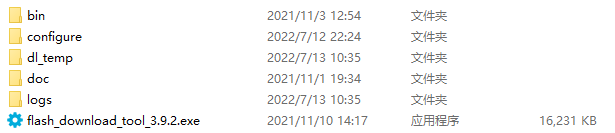 bin 2021/11/3 12:54 文件夹
configure 2022/7/12 22:24 文件夹
dl_temp 2022/7/13 10:35 文件夹
doc 2021/11/1 19:34 文件夹
logs 2022/7/13 10:35 文件夹
flash_download_tool_3.9.2.exe 2021/11/10 14:17 应用程序 16,231 KB